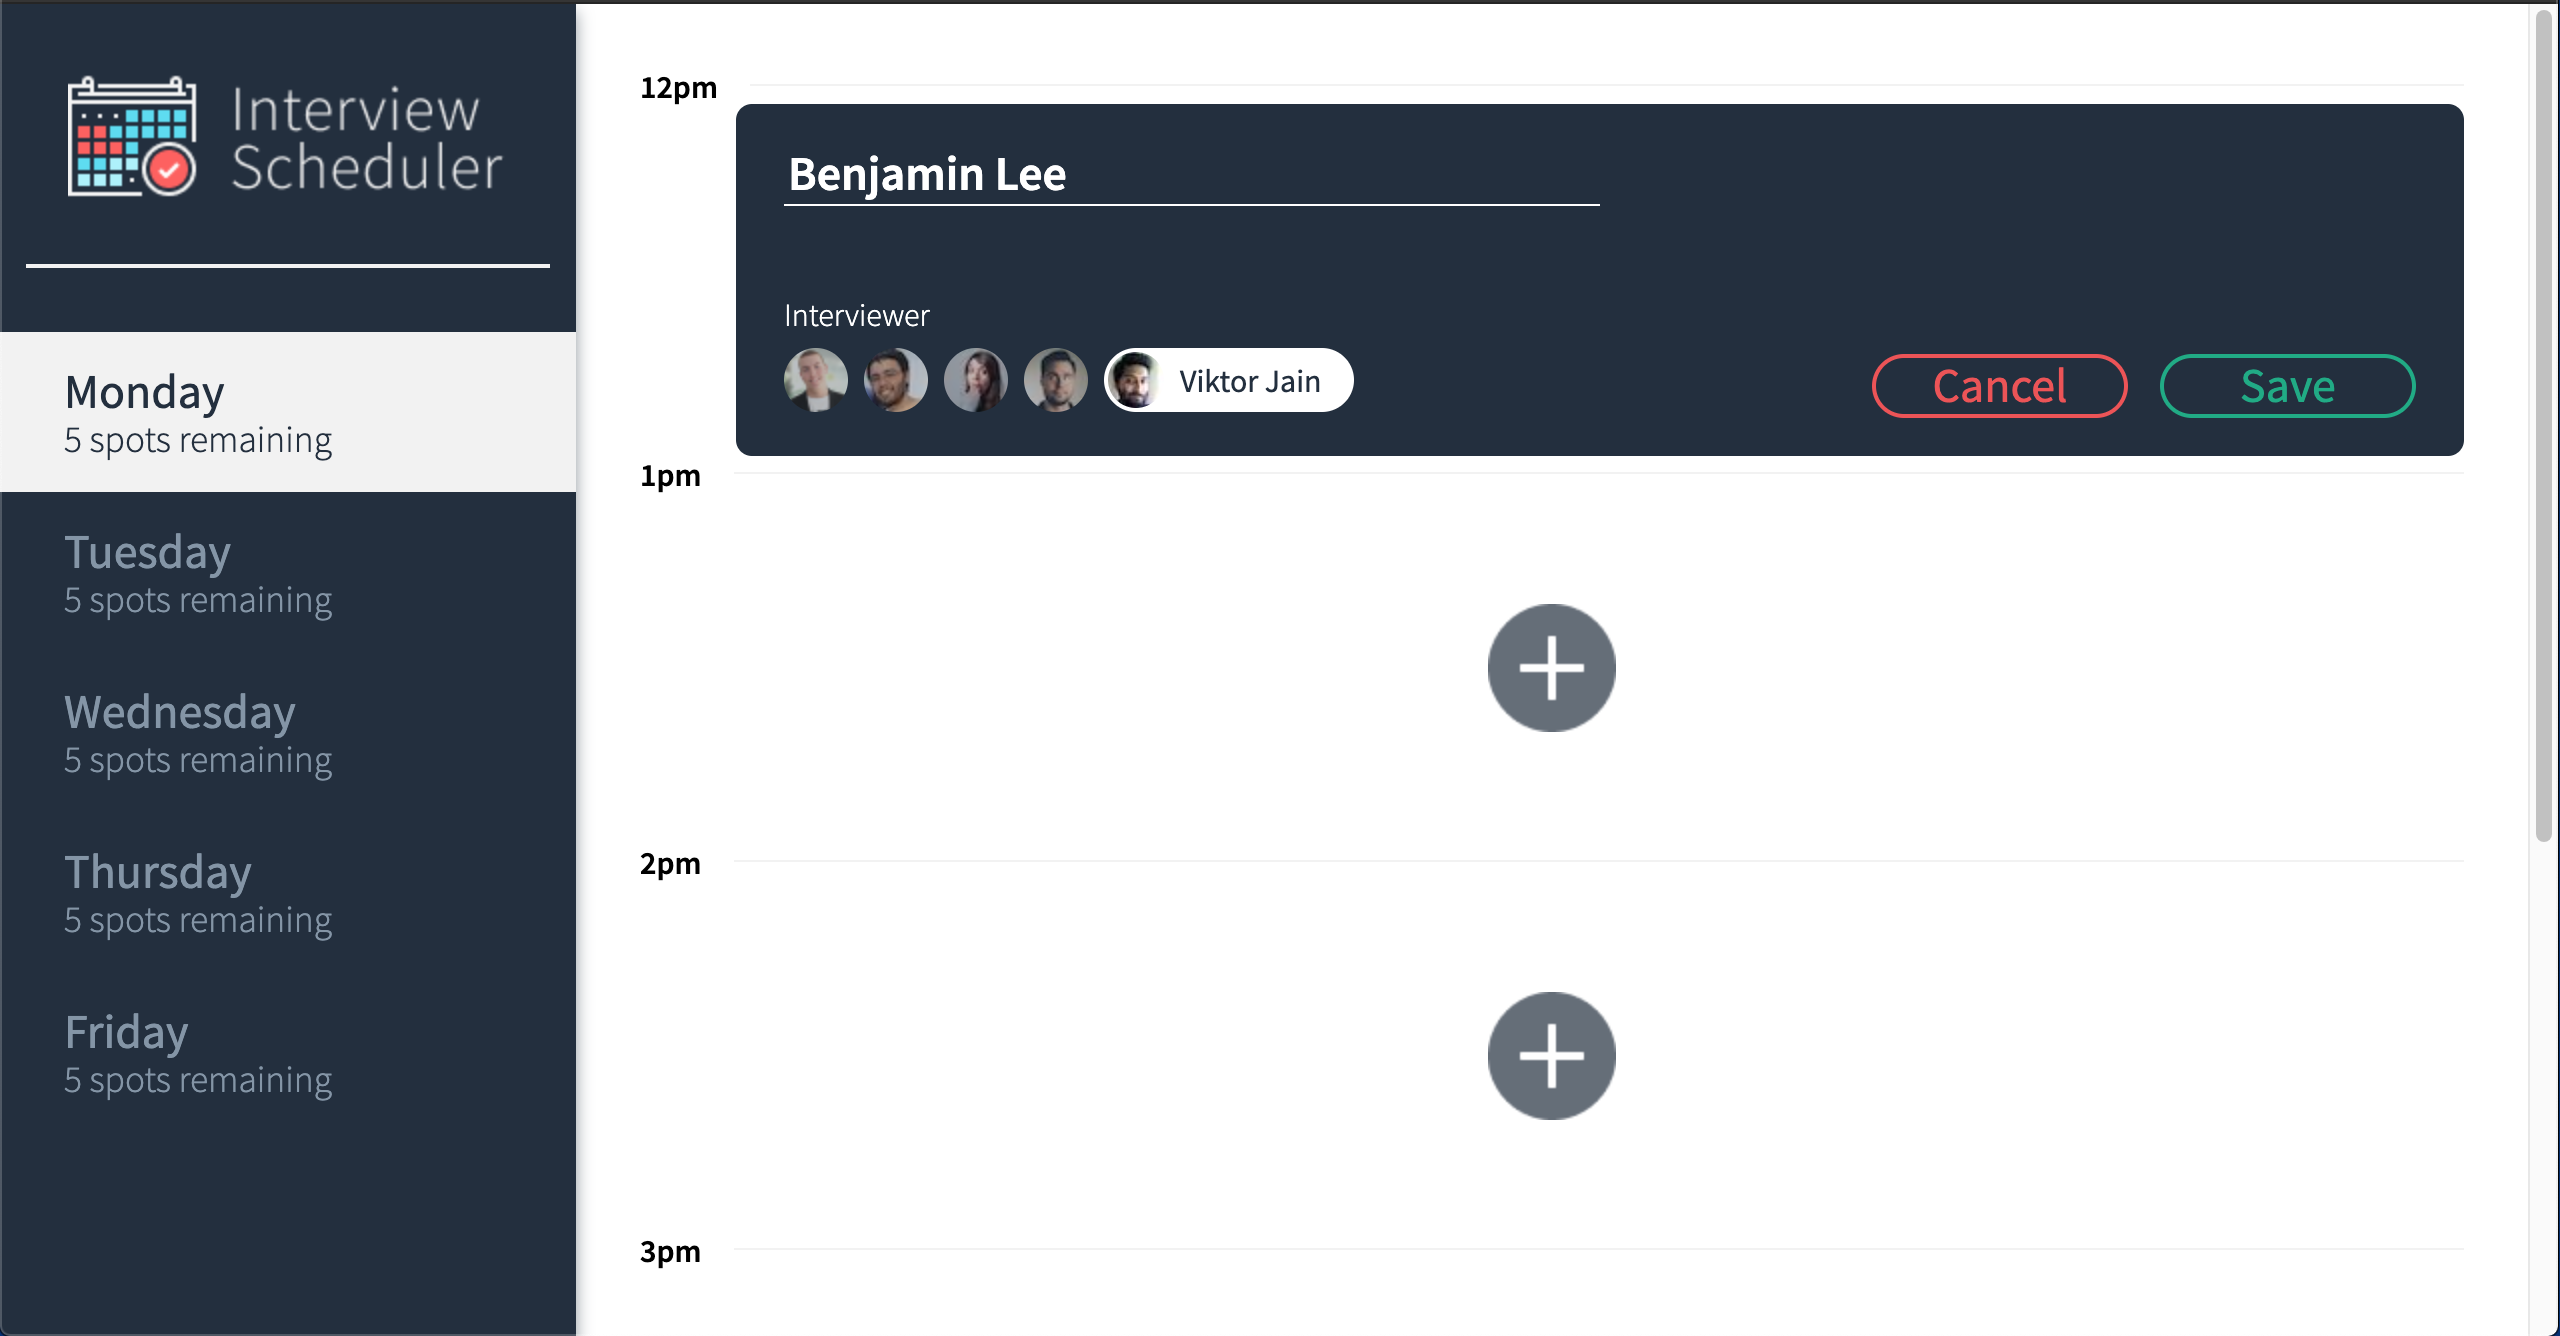 Interview
Scheduler
Monday
5 spots remaining
Tuesday
5 spots remaining
Wednesday
5 spots remaining
Thursday
5 spots remaining
Friday
5 spots remaining
12pm
Benjamin Lee
Interviewer
Viktor Jain
Cancel
Save
1pm
2pm
3pm